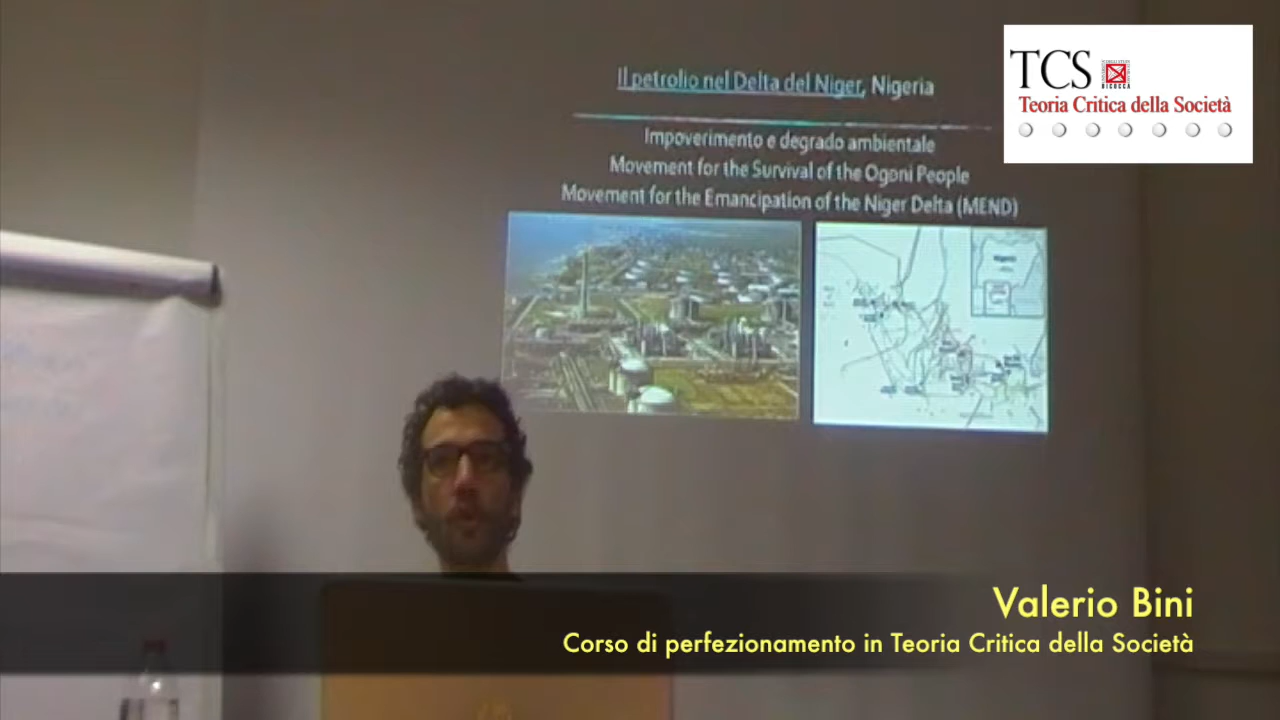 TCS
BICOCCA
Teoria Critica della Società
Il petrolio nel Delta del Niger, Nigeria
Impoverimento e degrado ambientale
Movement for the Survival of the Ogoni People
Movement for the Emancipation of the Niger Delta (MEND)
Nigeria
Valerio Bini
Corso di perfezionamento in Teoria Critica della Società